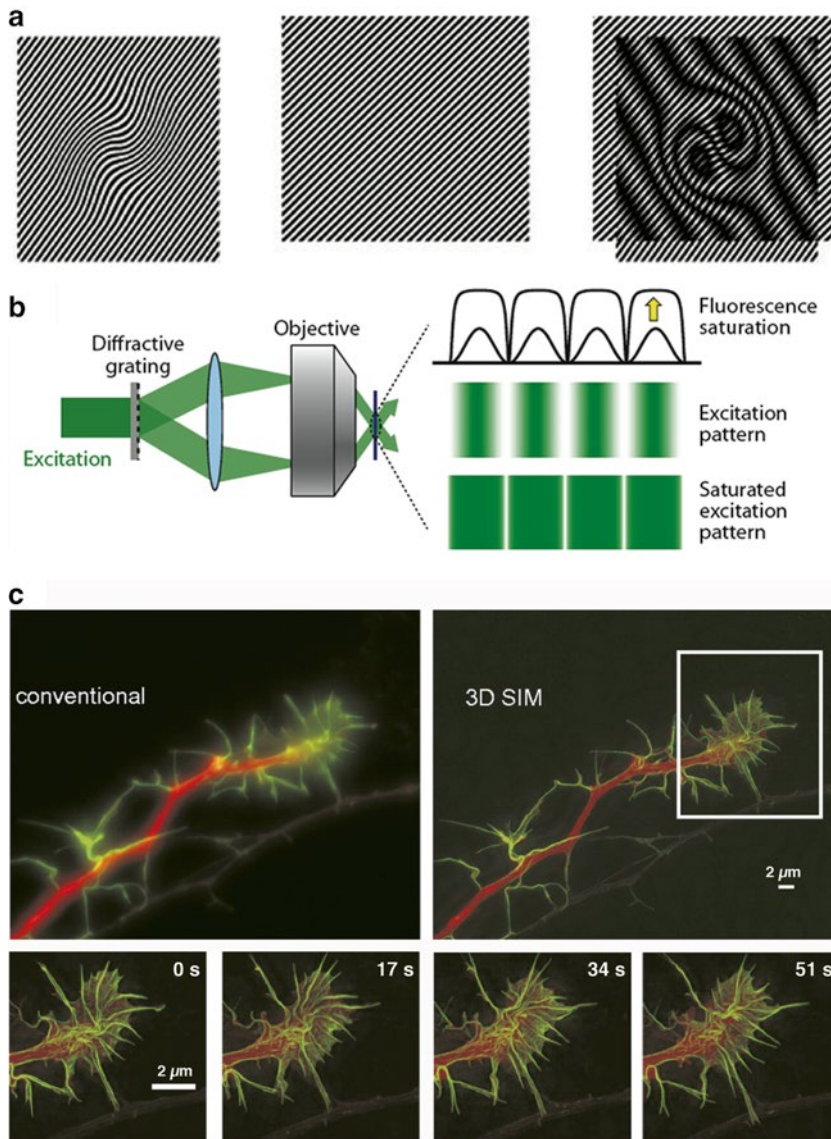 a
b
Diffractive
grating
Objective
Excitation
Fluorescence
saturation
Excitation
pattern
Saturated
excitation
pattern
c
conventional
3D SIM
2 µm
0 s
17 s
34 s
51 s
2 µm